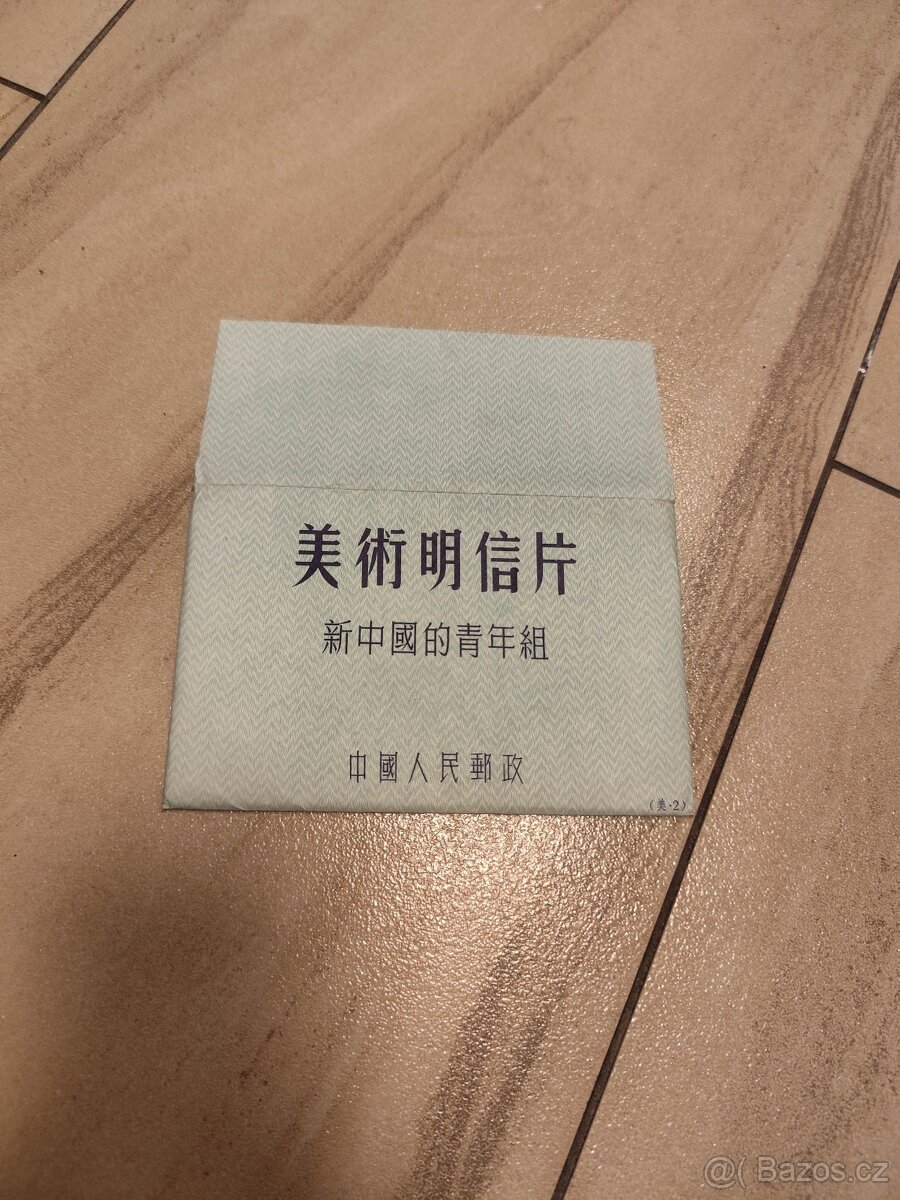 美術明信片
新中國的青年組
中國人民郵政
(美·2)
@( Bazos.cz